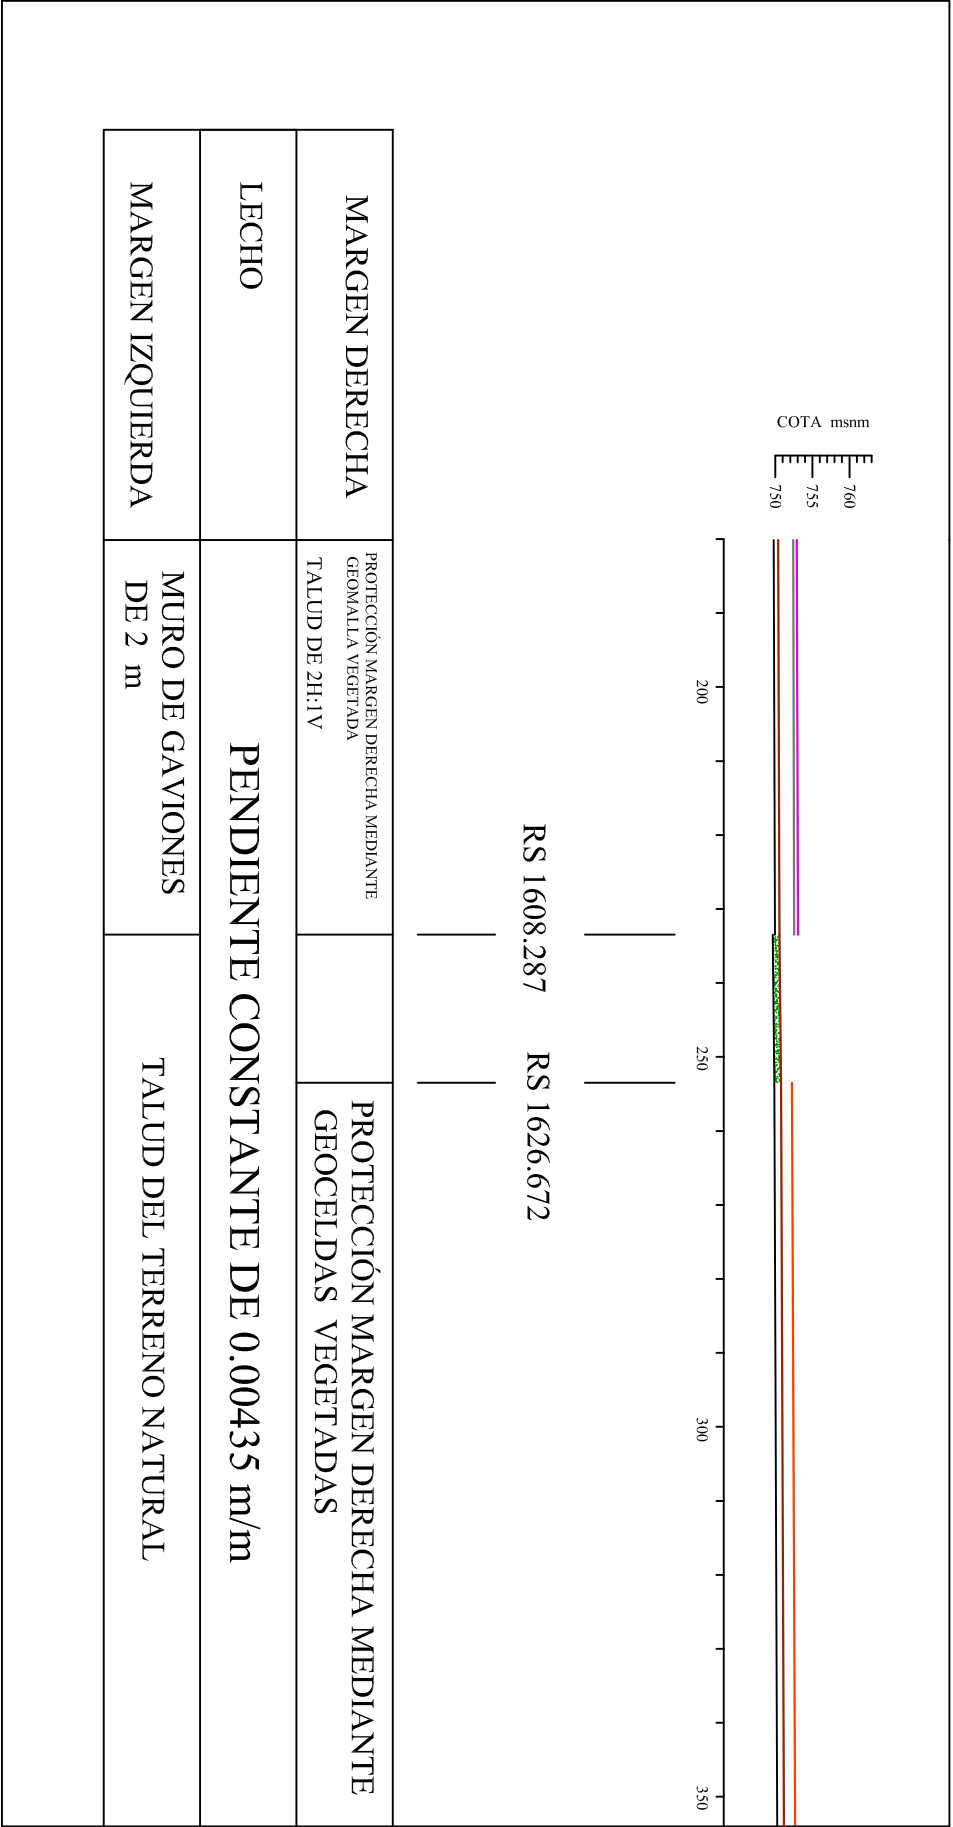 COTA  msnm
760
755
750
200
250
300
350
RS 1608.287
RS 1626.672
MARGEN DERECHA
PROTECCIÓN MARGEN DERECHA MEDIANTE
GEOMALLA VEGETADA
TALUD DE 2H:1V
PROTECCIÓN MARGEN DERECHA MEDIANTE
GEOCELDAS  VEGETADAS
LECHO
PENDIENTE CONSTANTE DE 0.00435 m/m
MARGEN IZQUIERDA
MURO DE GAVIONES
DE 2  m
TALUD DEL TERRENO NATURAL